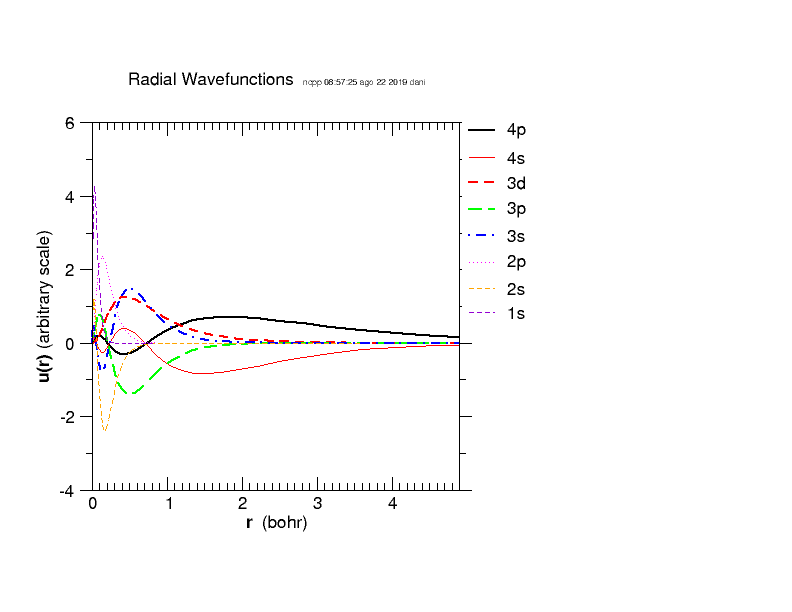 Radial Wavefunctions ncpp 08:57:25 ago 22 2019 dani
6
4
2
0
-2
-4
0 1 2 3 4
u(r) (arbitrary scale)
r (bohr)
4p
4s
3d
3p
3s
2p
2s
1s